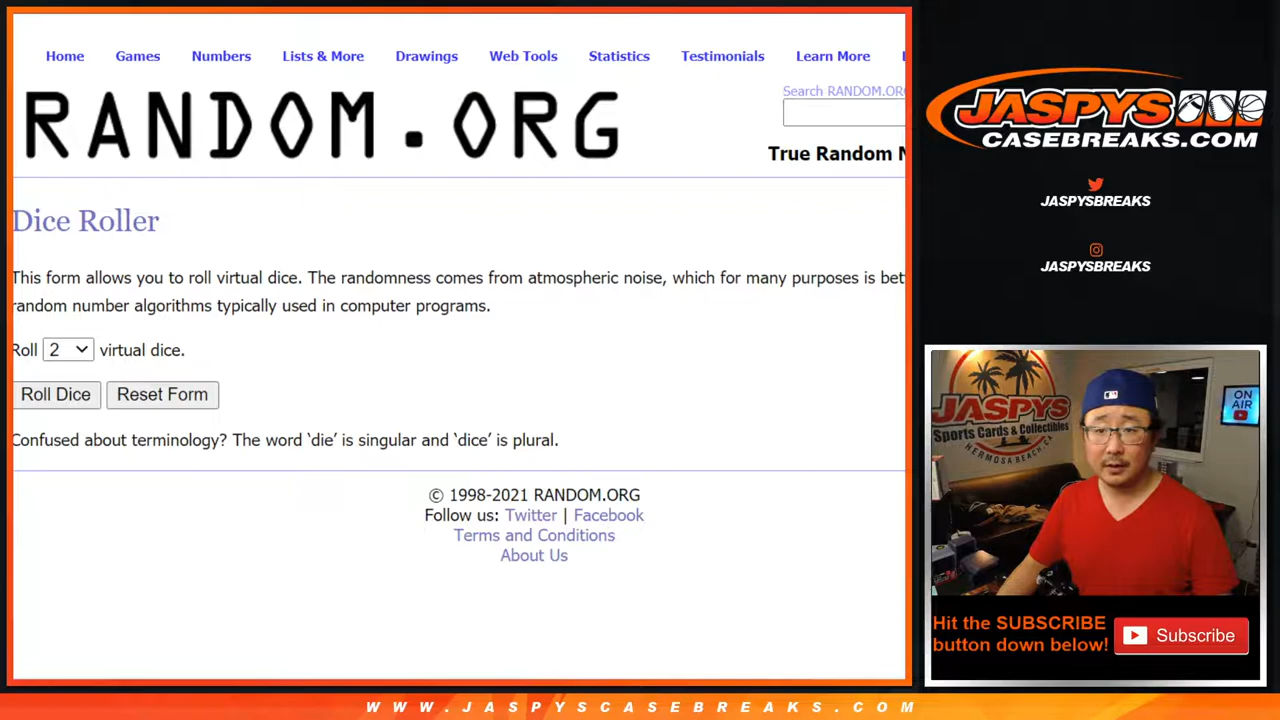 Home Games Numbers Lists & More Drawings Web Tools Statistics Testimonials Learn More
Search RANDOM.ORG
RANDOM.ORG
True Random N
Dice Roller
This form allows you to roll virtual dice. The randomness comes from atmospheric noise, which for many purposes is bet
random number algorithms typically used in computer programs.
Roll 2 virtual dice.
Roll Dice Reset Form
Confused about terminology? The word ‘die’ is singular and ‘dice’ is plural.
© 1998-2021 RANDOM.ORG
Follow us: Twitter | Facebook
Terms and Conditions
About Us
JASPYS
CASEBREAKS.COM
JASPYSBREAKS
JASPYSBREAKS
JASPYS
Sports Cards & Collectibles
HERMOSA BEACH, CA
ON
AIR
Hit the SUBSCRIBE
button down below!
Subscribe
WWW.JASPYSCASEBREAKS.COM